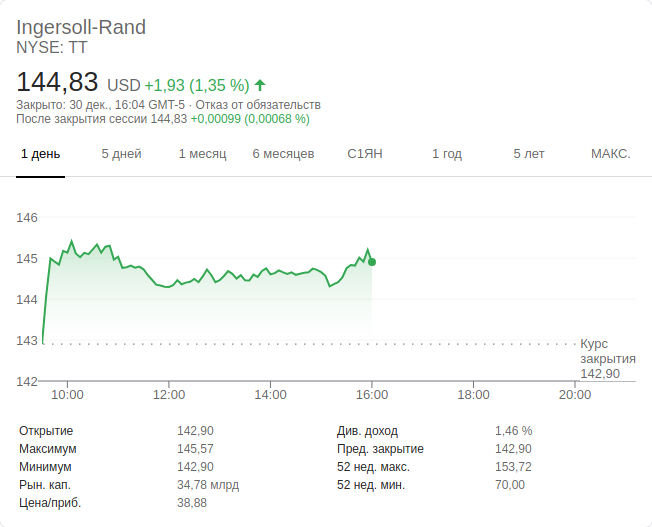 Ingersoll-Rand
NYSE: TT
144,83 USD +1,93 (1,35 %)
Закрыто: 30 дек., 16:04 GMT-5 · Отказ от обязательств
После закрытия сессии 144,83 +0,00099 (0,00068 %)
1 день 5 дней 1 месяц 6 месяцев С1ЯН 1 год 5 лет МАКС.
146
145
144
143
Курс
закрытия
142,90
142
10:00 12:00 14:00 16:00 18:00 20:00
Открытие 142,90 Див. доход 1,46 %
Максимум 145,57 Пред. закрытие 142,90
Минимум 142,90 52 нед. макс. 153,72
Рын. кап. 34,78 млрд 52 нед. мин. 70,00
Цена/приб. 38,88